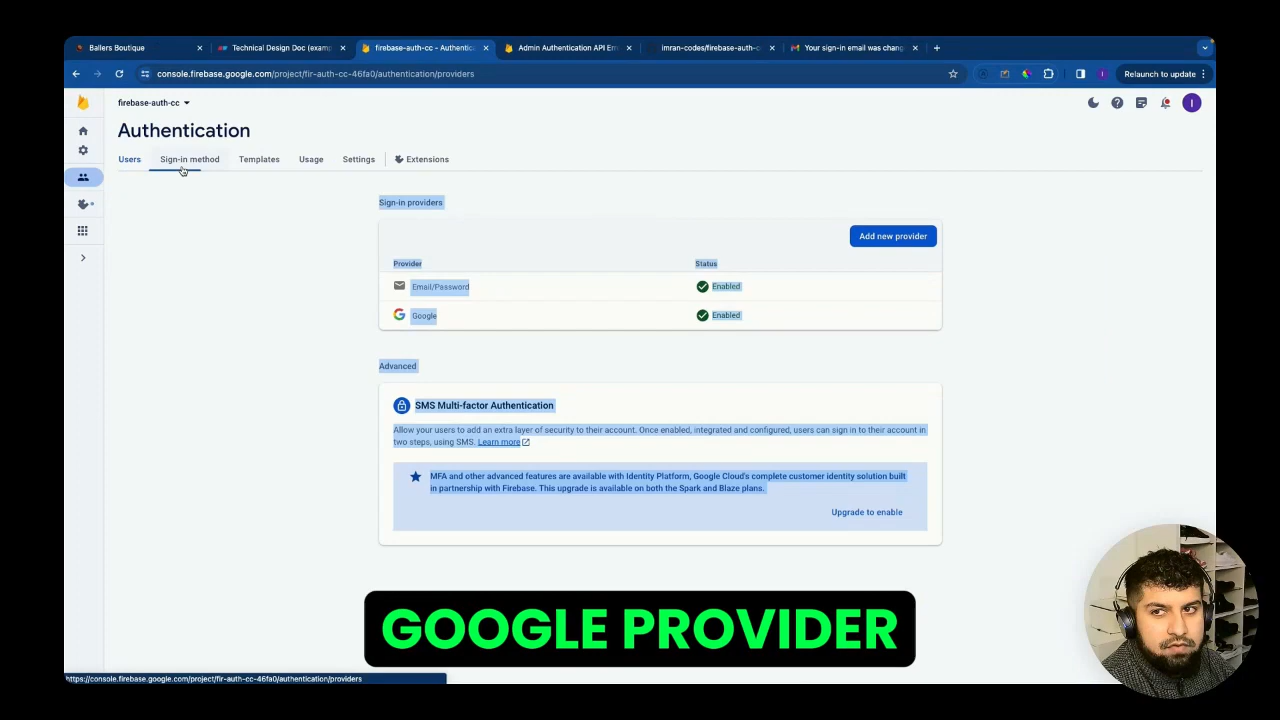 Ballers Boutique
Technical Design Doc (examp
firebase-auth-cc - Authentic
Admin Authentication API Err
imran-codes/firebase-auth-c
Your sign-in email was chang
console.firebase.google.com/project/fir-auth-cc-46fa0/authentication/providers
Relaunch to update
firebase-auth-cc
I
Authentication
Users
Sign-in method
Templates
Usage
Settings
Extensions
Sign-in providers
Add new provider
Provider
Status
Email/Password
Enabled
Google
Enabled
Advanced
SMS Multi-factor Authentication
Allow your users to add an extra layer of security to their account. Once enabled, integrated and configured, users can sign in to their account in
two steps, using SMS. Learn more
MFA and other advanced features are available with Identity Platform, Google Cloud's complete customer identity solution built
in partnership with Firebase. This upgrade is available on both the Spark and Blaze plans.
Upgrade to enable
GOOGLE PROVIDER
https://console.firebase.google.com/project/fir-auth-cc-46fa0/authentication/providers